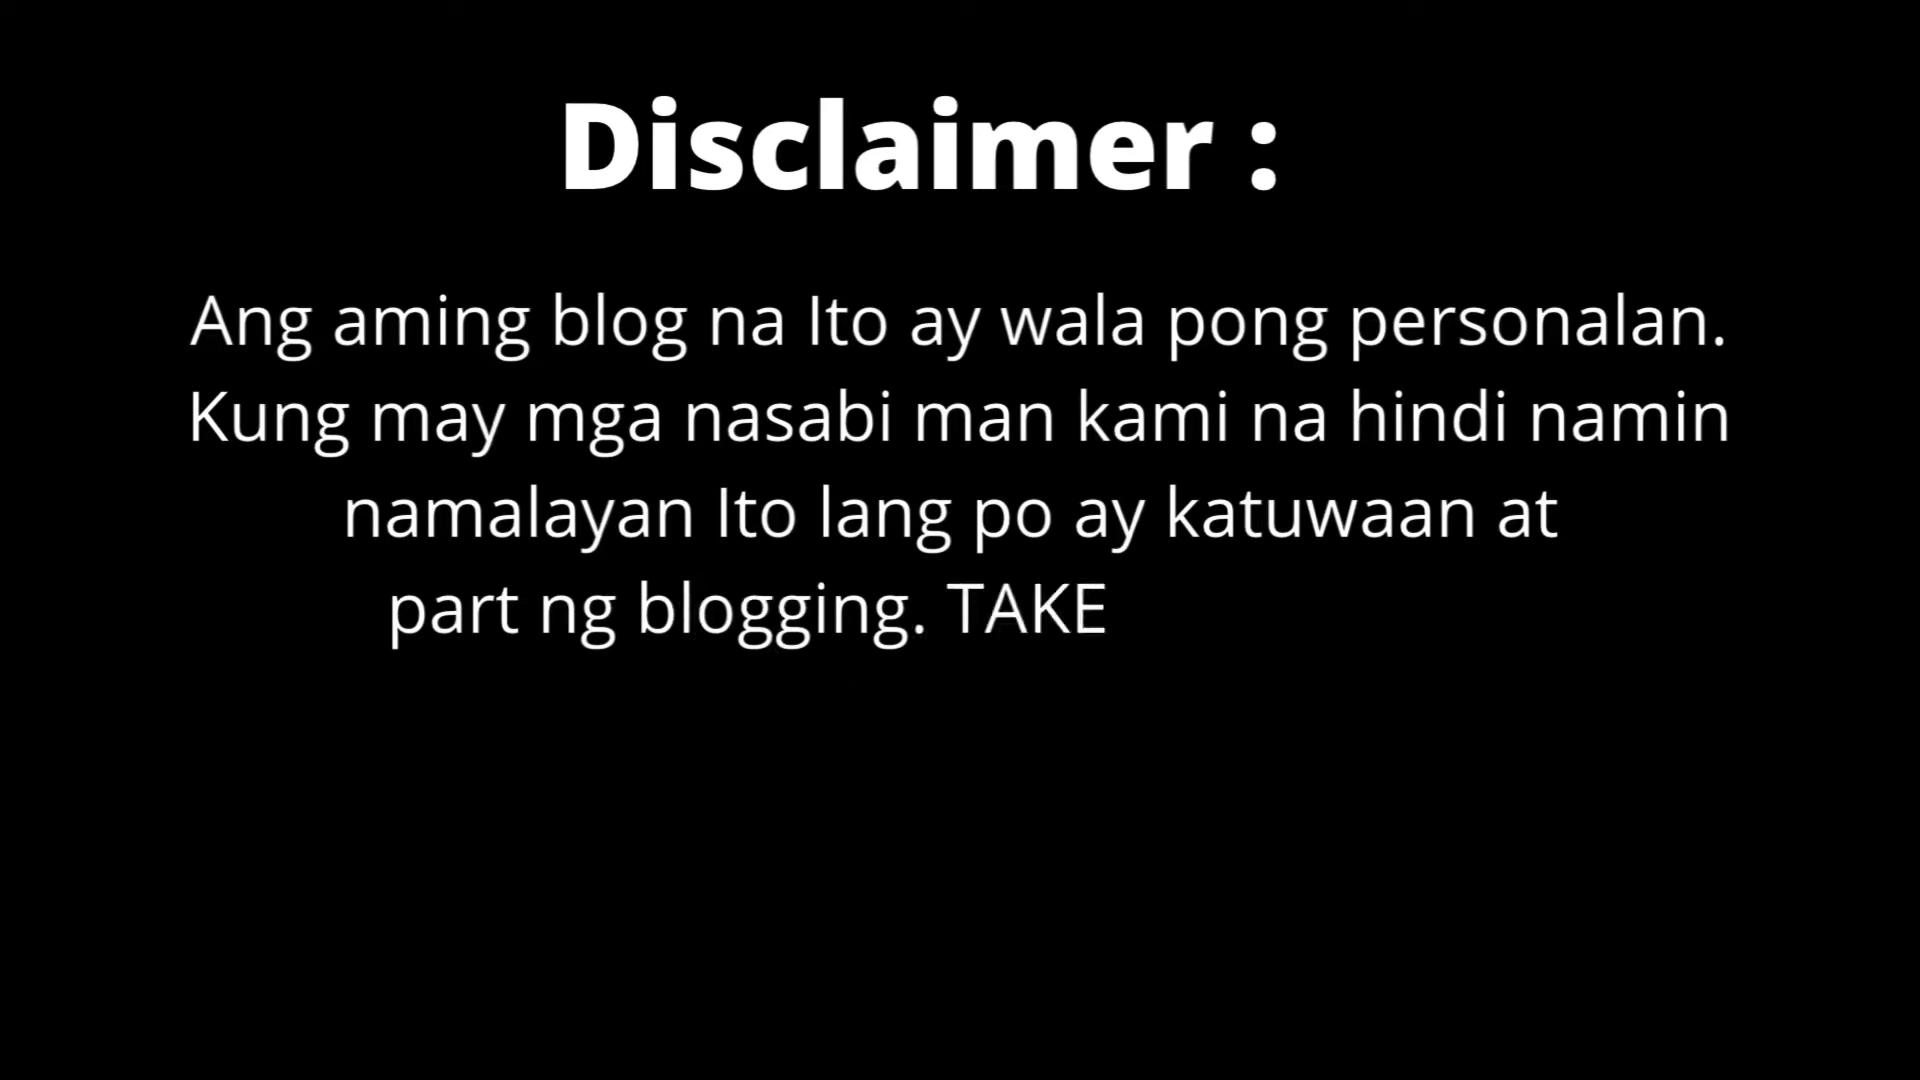 Disclaimer :
Ang aming blog na Ito ay wala pong personalan.
Kung may mga nasabi man kami na hindi namin
namalayan Ito lang po ay katuwaan at
part ng blogging. TAKE